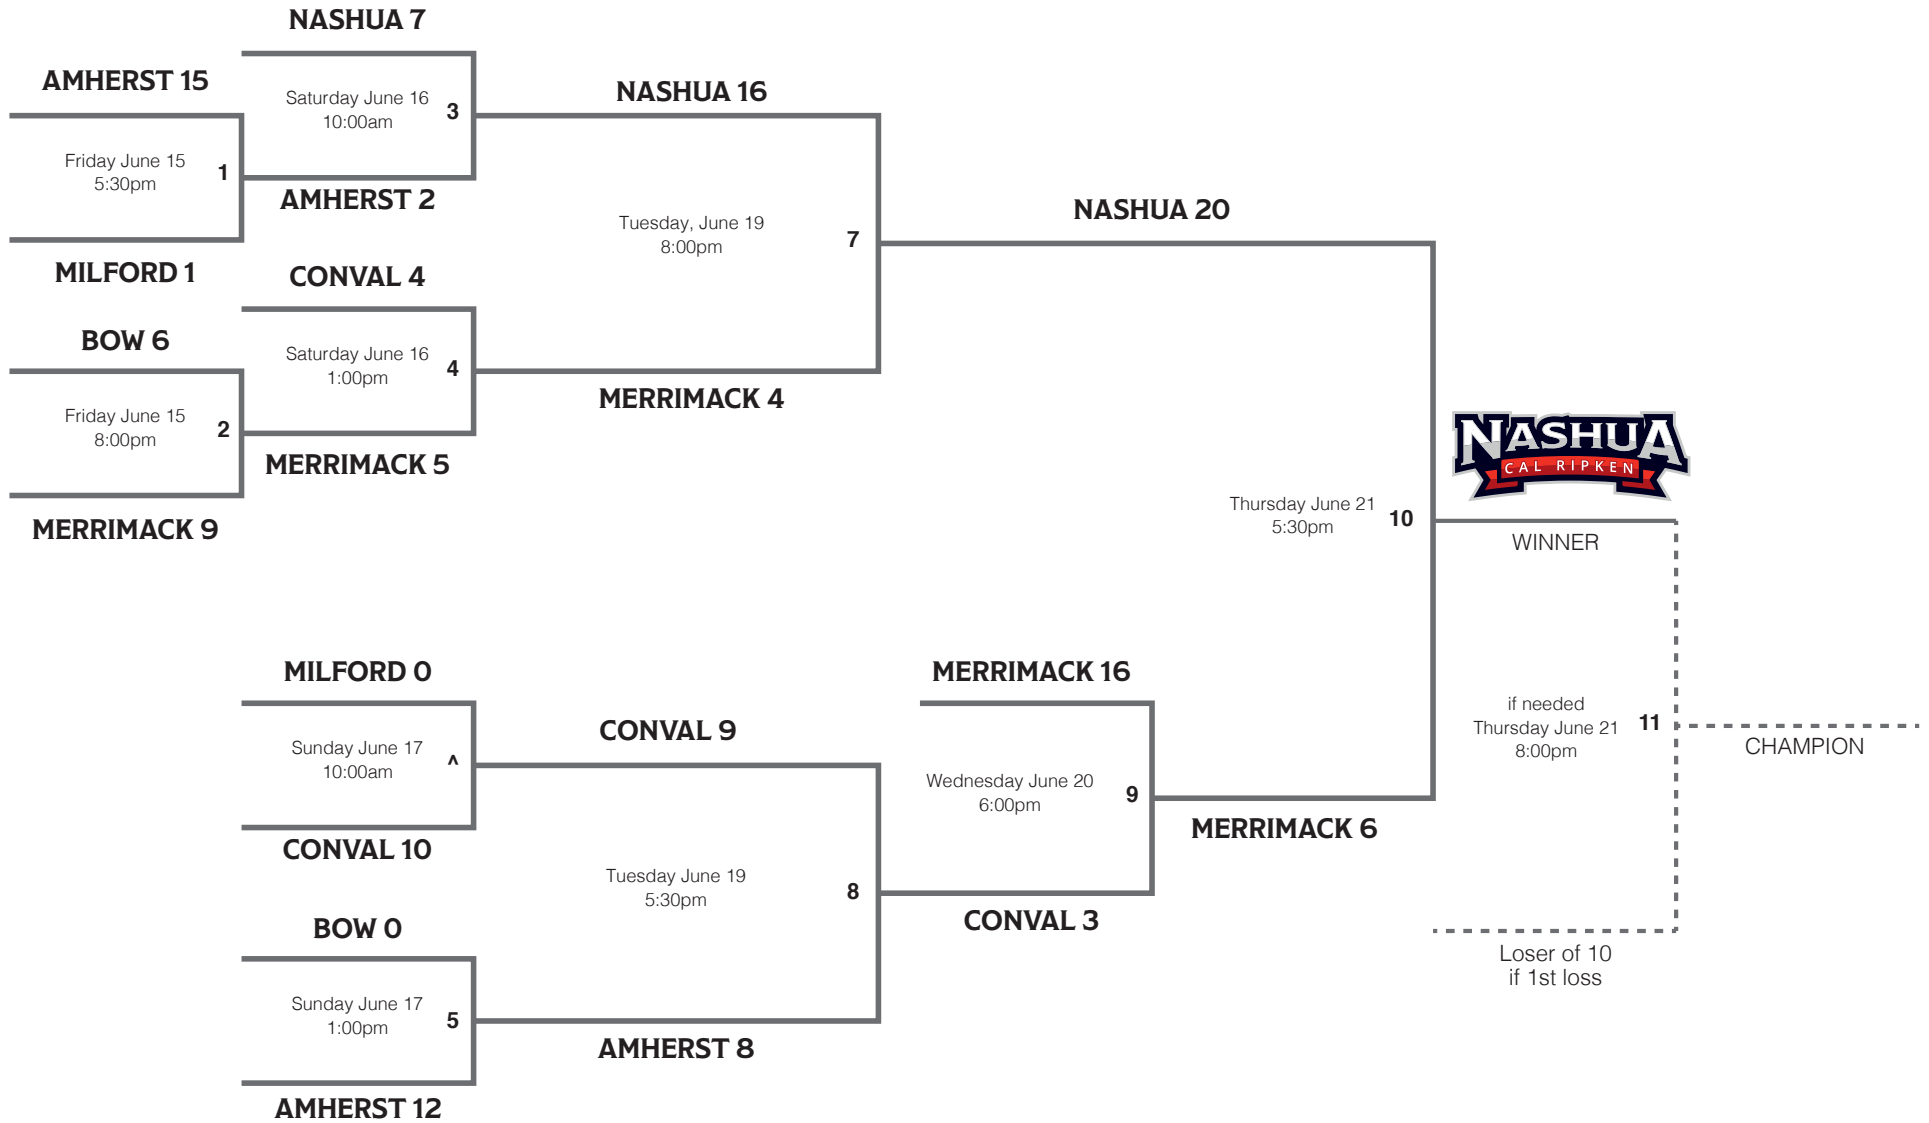 NASHUA 7
AMHERST 15
Saturday June 16
10:00am
3
NASHUA 16
Friday June 15
5:30pm
1
AMHERST 2
MILFORD 1
CONVAL 4
Tuesday, June 19
8:00pm
7
NASHUA 20
BOW 6
Saturday June 16
1:00pm
4
MERRIMACK 4
Friday June 15
8:00pm
2
MERRIMACK 5
MERRIMACK 9
Thursday June 21
5:30pm
10
NASHUA
CAL RIPKEN
WINNER
MILFORD 0
Sunday June 17
10:00am
^
CONVAL 10
CONVAL 9
MERRIMACK 16
Wednesday June 20
6:00pm
9
MERRIMACK 6
if needed
Thursday June 21
8:00pm
11
CHAMPION
Tuesday June 19
5:30pm
8
CONVAL 3
BOW 0
Sunday June 17
1:00pm
5
AMHERST 8
AMHERST 12
Loser of 10
if 1st loss